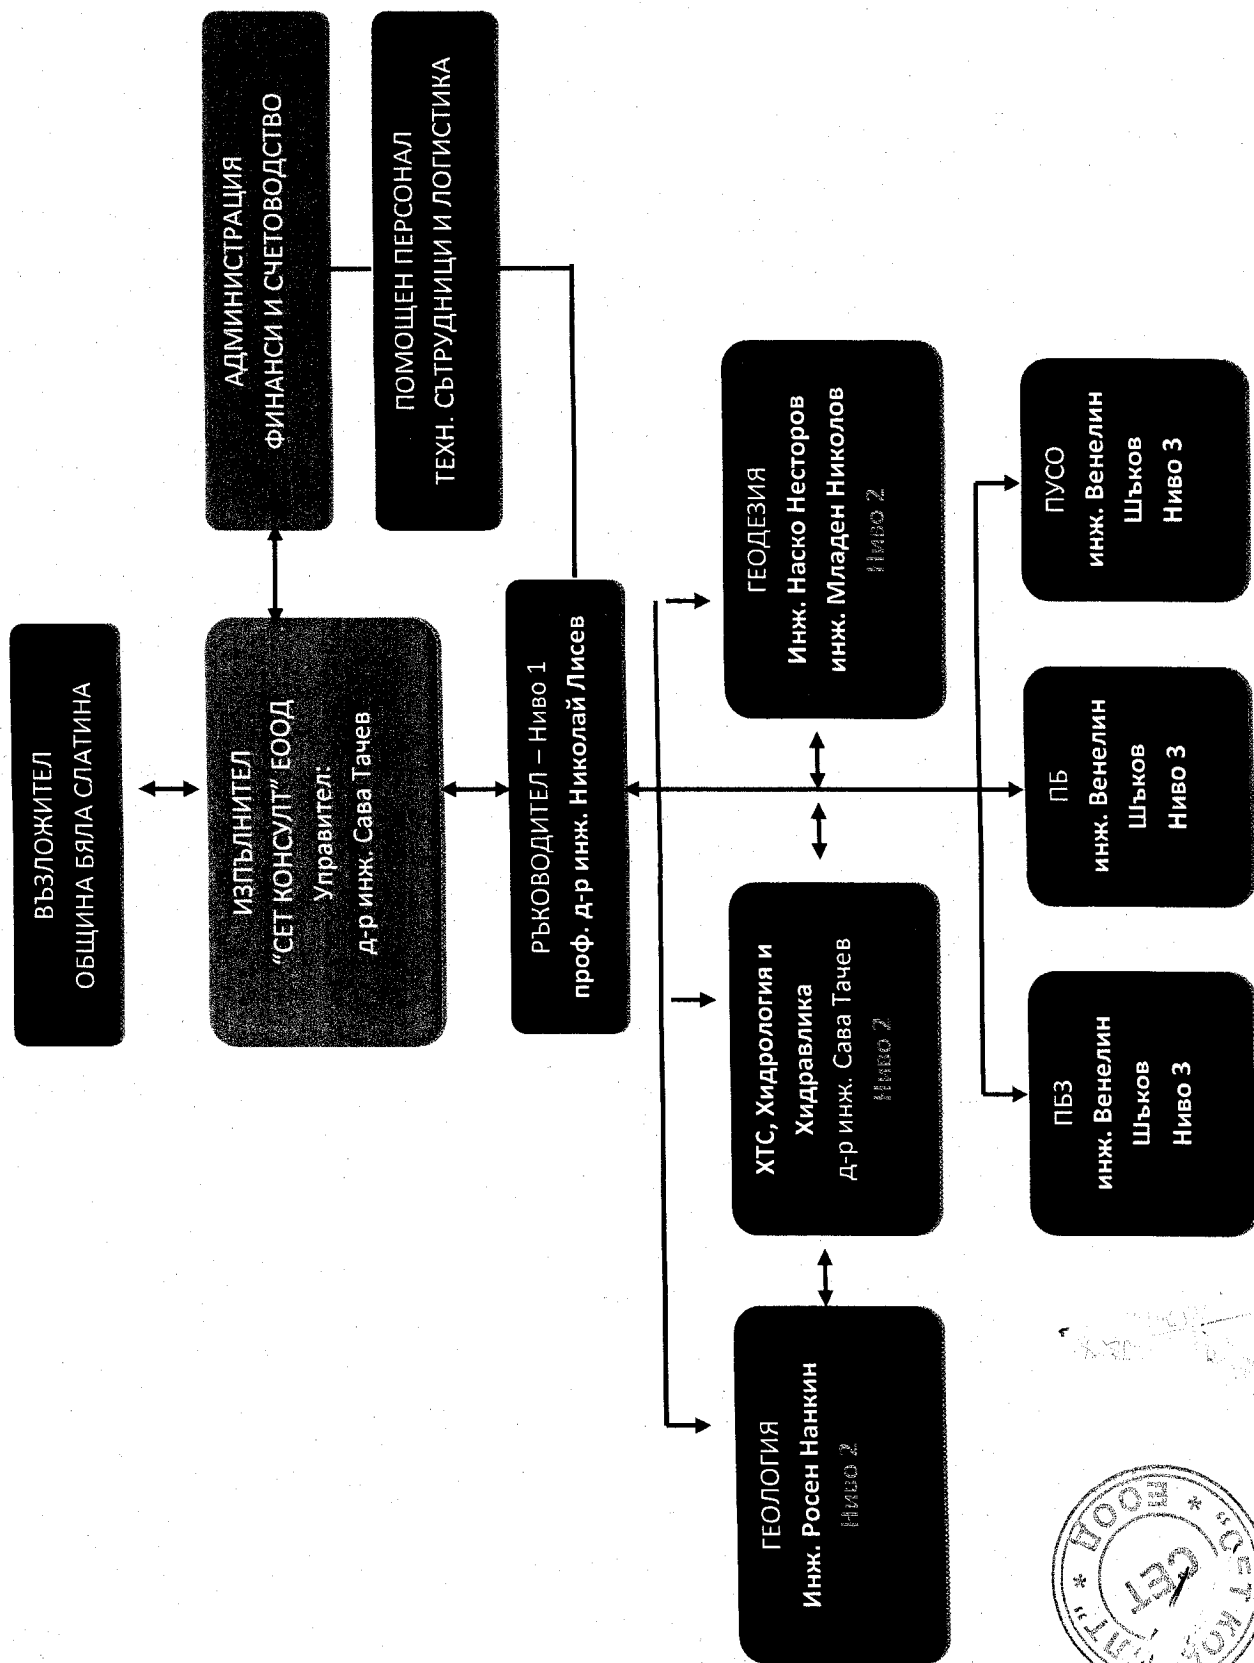 ВЪЗЛОЖИТЕЛ
ОБЩИНА БЯЛА СЛАТИНА
ИЗПЪЛНИТЕЛ
"СЕТ КОНСУЛТ" ЕООД
Управител:
д-р инж. Сава Тачев
АДМИНИСТРАЦИЯ
ФИНАНСИ И СЧЕТОВОДСТВО
ПОМОЩЕН ПЕРСОНАЛ
ТЕХН. СЪТРУДНИЦИ И ЛОГИСТИКА
РЪКОВОДИТЕЛ – Ниво 1
проф. д-р инж. Николай Лисев
ГЕОЛОГИЯ
Инж. Росен Нанкин
Ниво 2
ХТС, Хидрология и
Хидравлика
д-р инж. Сава Тачев
Ниво 2
ГЕОДЕЗИЯ
Инж. Наско Несторов
инж. Младен Николов
Ниво 2
ПБЗ
инж. Венелин
Шъков
Ниво 3
ПБ
инж. Венелин
Шъков
Ниво 3
ПУСО
инж. Венелин
Шъков
Ниво 3
ЕООД
СЕТ